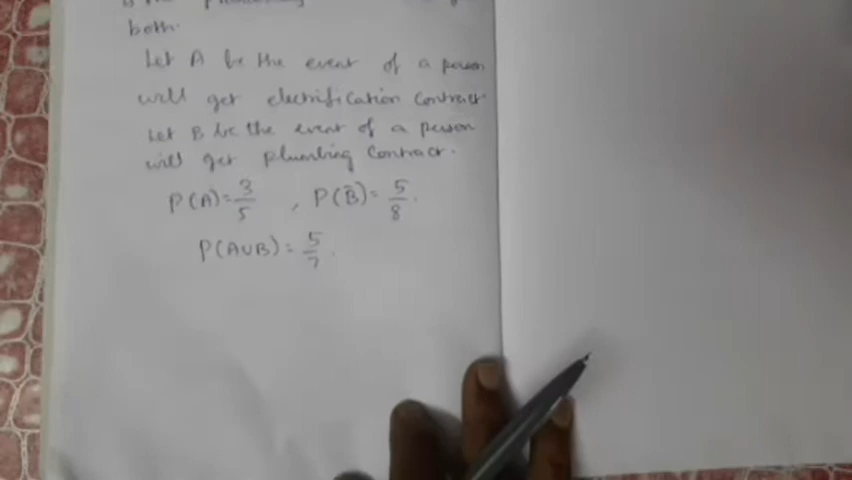 both.
Let A be the event of a person
will get electrification contract.
Let B be the event of a person
will get plumbing contract.
P(A) = 3/5 , P(B̅) = 5/8.
P(A∪B) = 5/7.